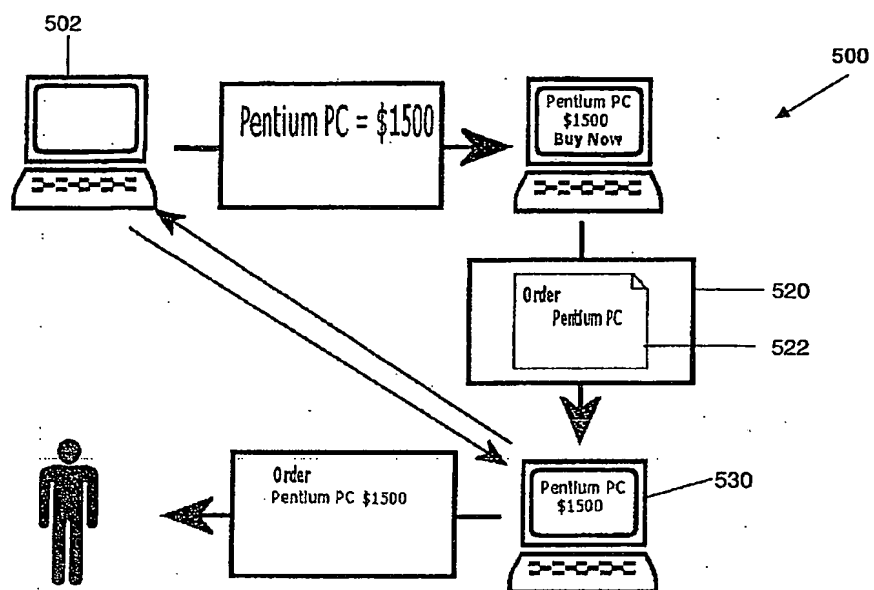 502
500
Pentium PC = $1500
Pentium PC
$1500
Buy Now
Order
Pentium PC
520
522
Order
Pentium PC $1500
Pentium PC
$1500
530